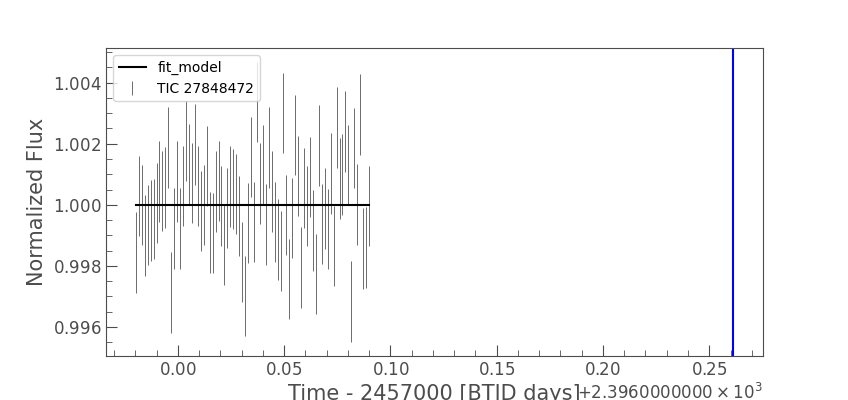 fit_model
TIC 27848472
1.004
1.002
1.000
0.998
0.996
Normalized Flux
0.00 0.05 0.10 0.15 0.20 0.25
Time - 2457000 [BTJD days]
+2.3960000000 × 10³